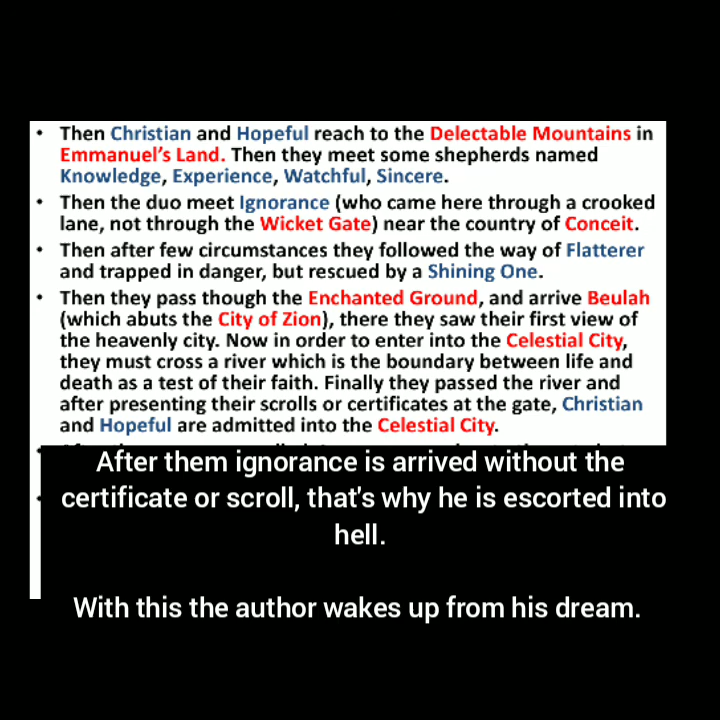 • Then Christian and Hopeful reach to the Delectable Mountains in
Emmanuel's Land. Then they meet some shepherds named
Knowledge, Experience, Watchful, Sincere.
• Then the duo meet Ignorance (who came here through a crooked
lane, not through the Wicket Gate) near the country of Conceit.
• Then after few circumstances they followed the way of Flatterer
and trapped in danger, but rescued by a Shining One.
• Then they pass though the Enchanted Ground, and arrive Beulah
(which abuts the City of Zion), there they saw their first view of
the heavenly city. Now in order to enter into the Celestial City,
they must cross a river which is the boundary between life and
death as a test of their faith. Finally they passed the river and
after presenting their scrolls or certificates at the gate, Christian
and Hopeful are admitted into the Celestial City.
After them ignorance is arrived without the
certificate or scroll, that's why he is escorted into
hell.
With this the author wakes up from his dream.